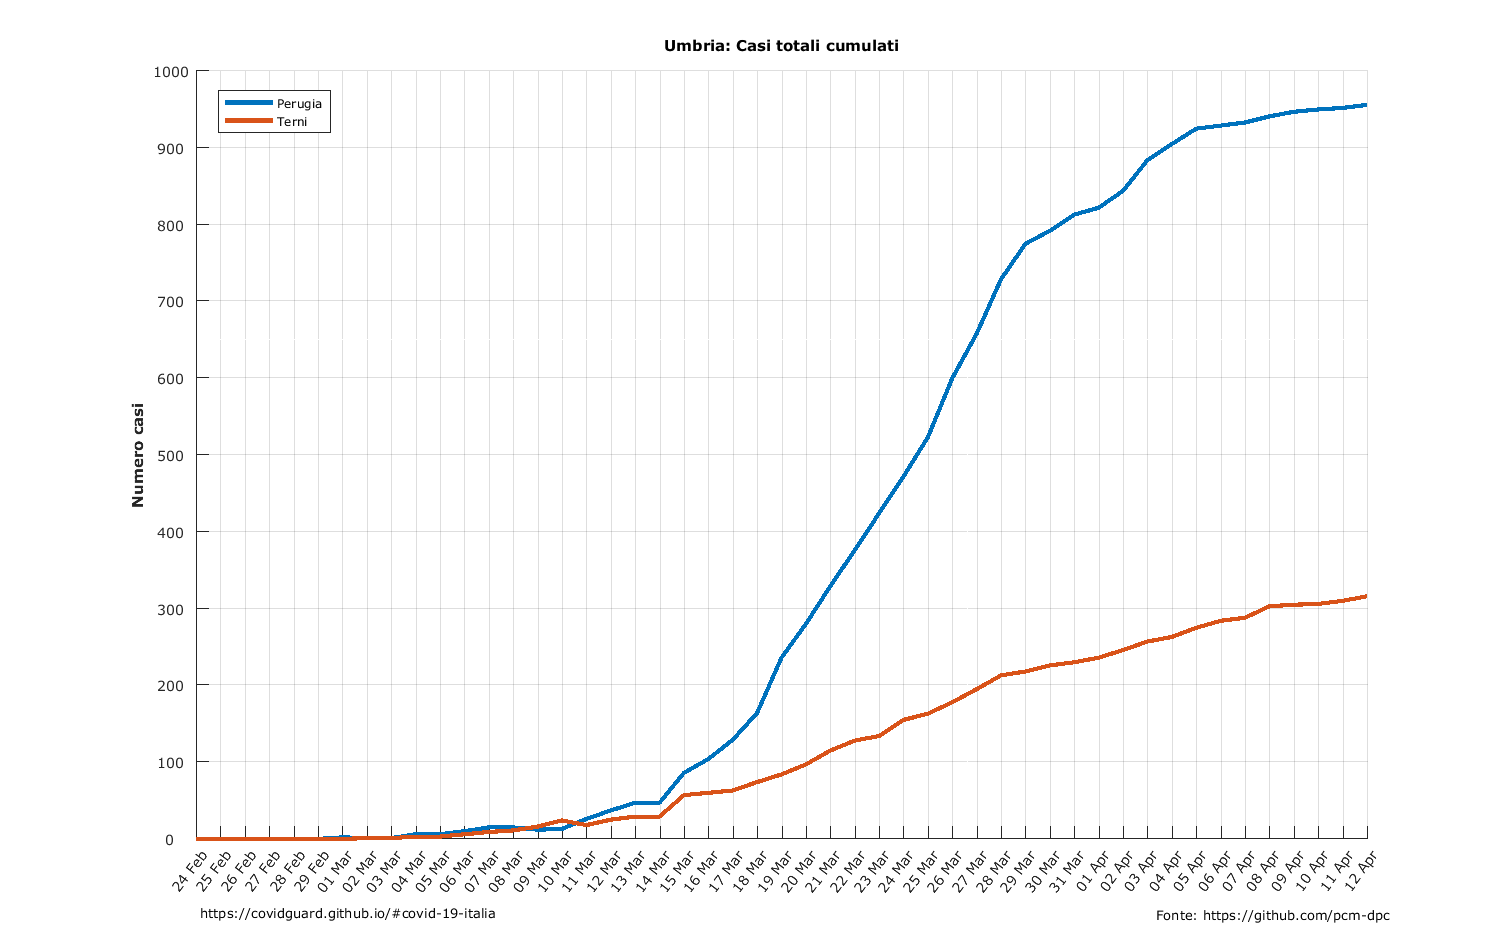 Umbria: Casi totali cumulati
Perugia
Terni
Numero casi
1000
900
800
700
600
500
400
300
200
100
0
24 Feb
25 Feb
26 Feb
27 Feb
28 Feb
29 Feb
01 Mar
02 Mar
03 Mar
04 Mar
05 Mar
06 Mar
07 Mar
08 Mar
09 Mar
10 Mar
11 Mar
12 Mar
13 Mar
14 Mar
15 Mar
16 Mar
17 Mar
18 Mar
19 Mar
20 Mar
21 Mar
22 Mar
23 Mar
24 Mar
25 Mar
26 Mar
27 Mar
28 Mar
29 Mar
30 Mar
31 Mar
01 Apr
02 Apr
03 Apr
04 Apr
05 Apr
06 Apr
07 Apr
08 Apr
09 Apr
10 Apr
11 Apr
12 Apr
https://covidguard.github.io/#covid-19-italia
Fonte: https://github.com/pcm-dpc